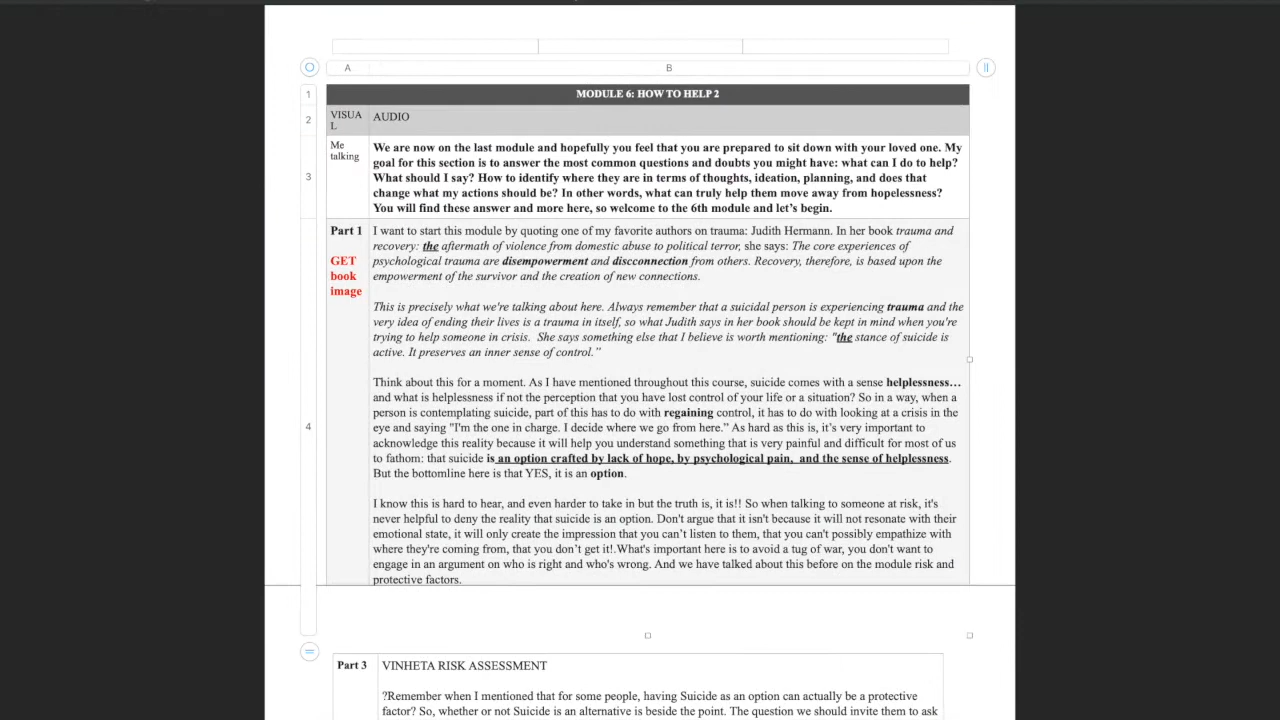 A
B
1
MODULE 6: HOW TO HELP 2
2
VISUA
L
AUDIO
3
Me
talking
We are now on the last module and hopefully you feel that you are prepared to sit down with your loved one. My
goal for this section is to answer the most common questions and doubts you might have: what can I do to help?
What should I say? How to identify where they are in terms of thoughts, ideation, planning, and does that
change what my actions should be? In other words, what can truly help them move away from hopelessness?
You will find these answer and more here, so welcome to the 6th module and let's begin.
4
Part 1
GET
book
image
I want to start this module by quoting one of my favorite authors on trauma: Judith Hermann. In her book trauma and
recovery: the aftermath of violence from domestic abuse to political terror, she says: The core experiences of
psychological trauma are disempowerment and discconnection from others. Recovery, therefore, is based upon the
empowerment of the survivor and the creation of new connections.
This is precisely what we're talking about here. Always remember that a suicidal person is experiencing trauma and the
very idea of ending their lives is a trauma in itself, so what Judith says in her book should be kept in mind when you're
trying to help someone in crisis. She says something else that I believe is worth mentioning: "the stance of suicide is
active. It preserves an inner sense of control.”
Think about this for a moment. As I have mentioned throughout this course, suicide comes with a sense helplessness…
and what is helplessness if not the perception that you have lost control of your life or a situation? So in a way, when a
person is contemplating suicide, part of this has to do with regaining control, it has to do with looking at a crisis in the
eye and saying "I'm the one in charge. I decide where we go from here.” As hard as this is, it’s very important to
acknowledge this reality because it will help you understand something that is very painful and difficult for most of us
to fathom: that suicide is an option crafted by lack of hope, by psychological pain, and the sense of helplessness.
But the bottomline here is that YES, it is an option.
I know this is hard to hear, and even harder to take in but the truth is, it is!! So when talking to someone at risk, it's
never helpful to deny the reality that suicide is an option. Don't argue that it isn't because it will not resonate with their
emotional state, it will only create the impression that you can’t listen to them, that you can't possibly empathize with
where they're coming from, that you don’t get it!.What's important here is to avoid a tug of war, you don't want to
engage in an argument on who is right and who's wrong. And we have talked about this before on the module risk and
protective factors.
Part 3
VINHETA RISK ASSESSMENT
?Remember when I mentioned that for some people, having Suicide as an option can actually be a protective
factor? So, whether or not Suicide is an alternative is beside the point. The question we should invite them to ask